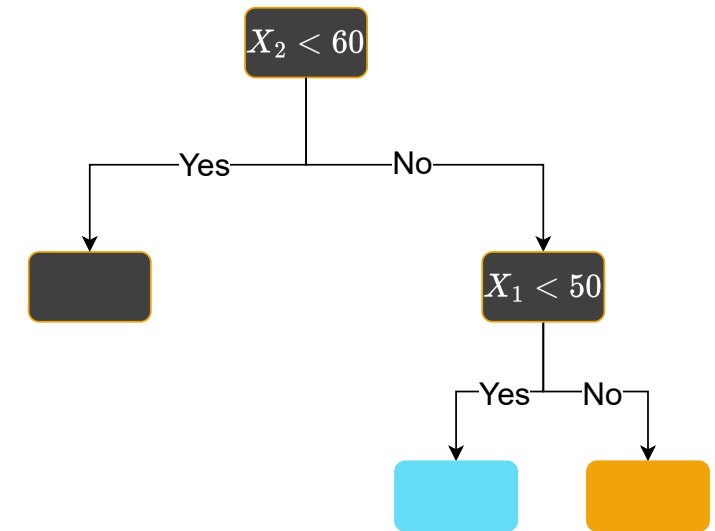 X₂ < 60
Yes
No
X₁ < 50
Yes
No